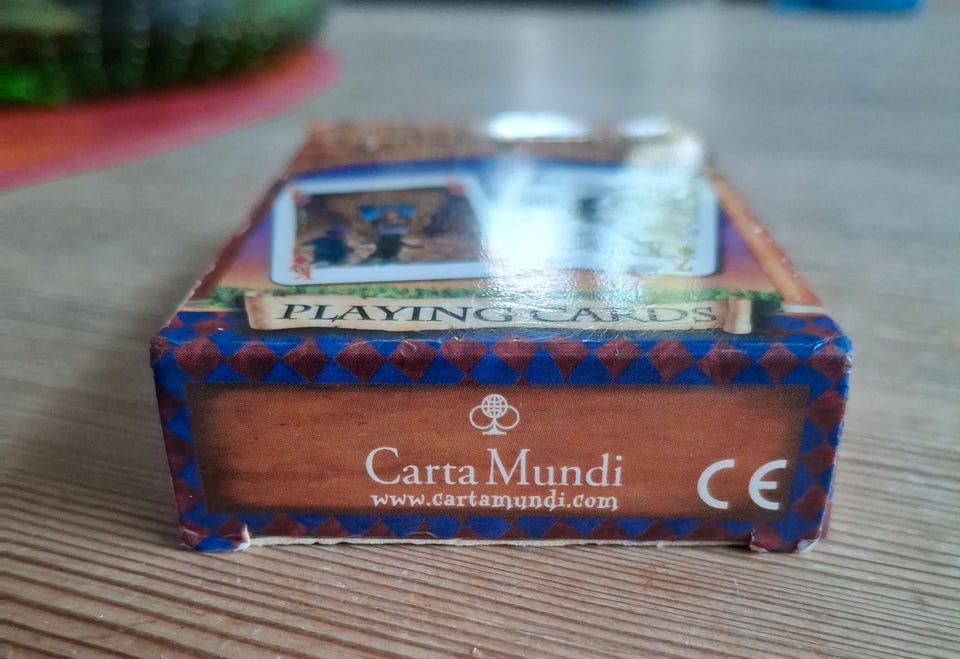 PLAYING CARDS
Carta Mundi
www.cartamundi.com
CE